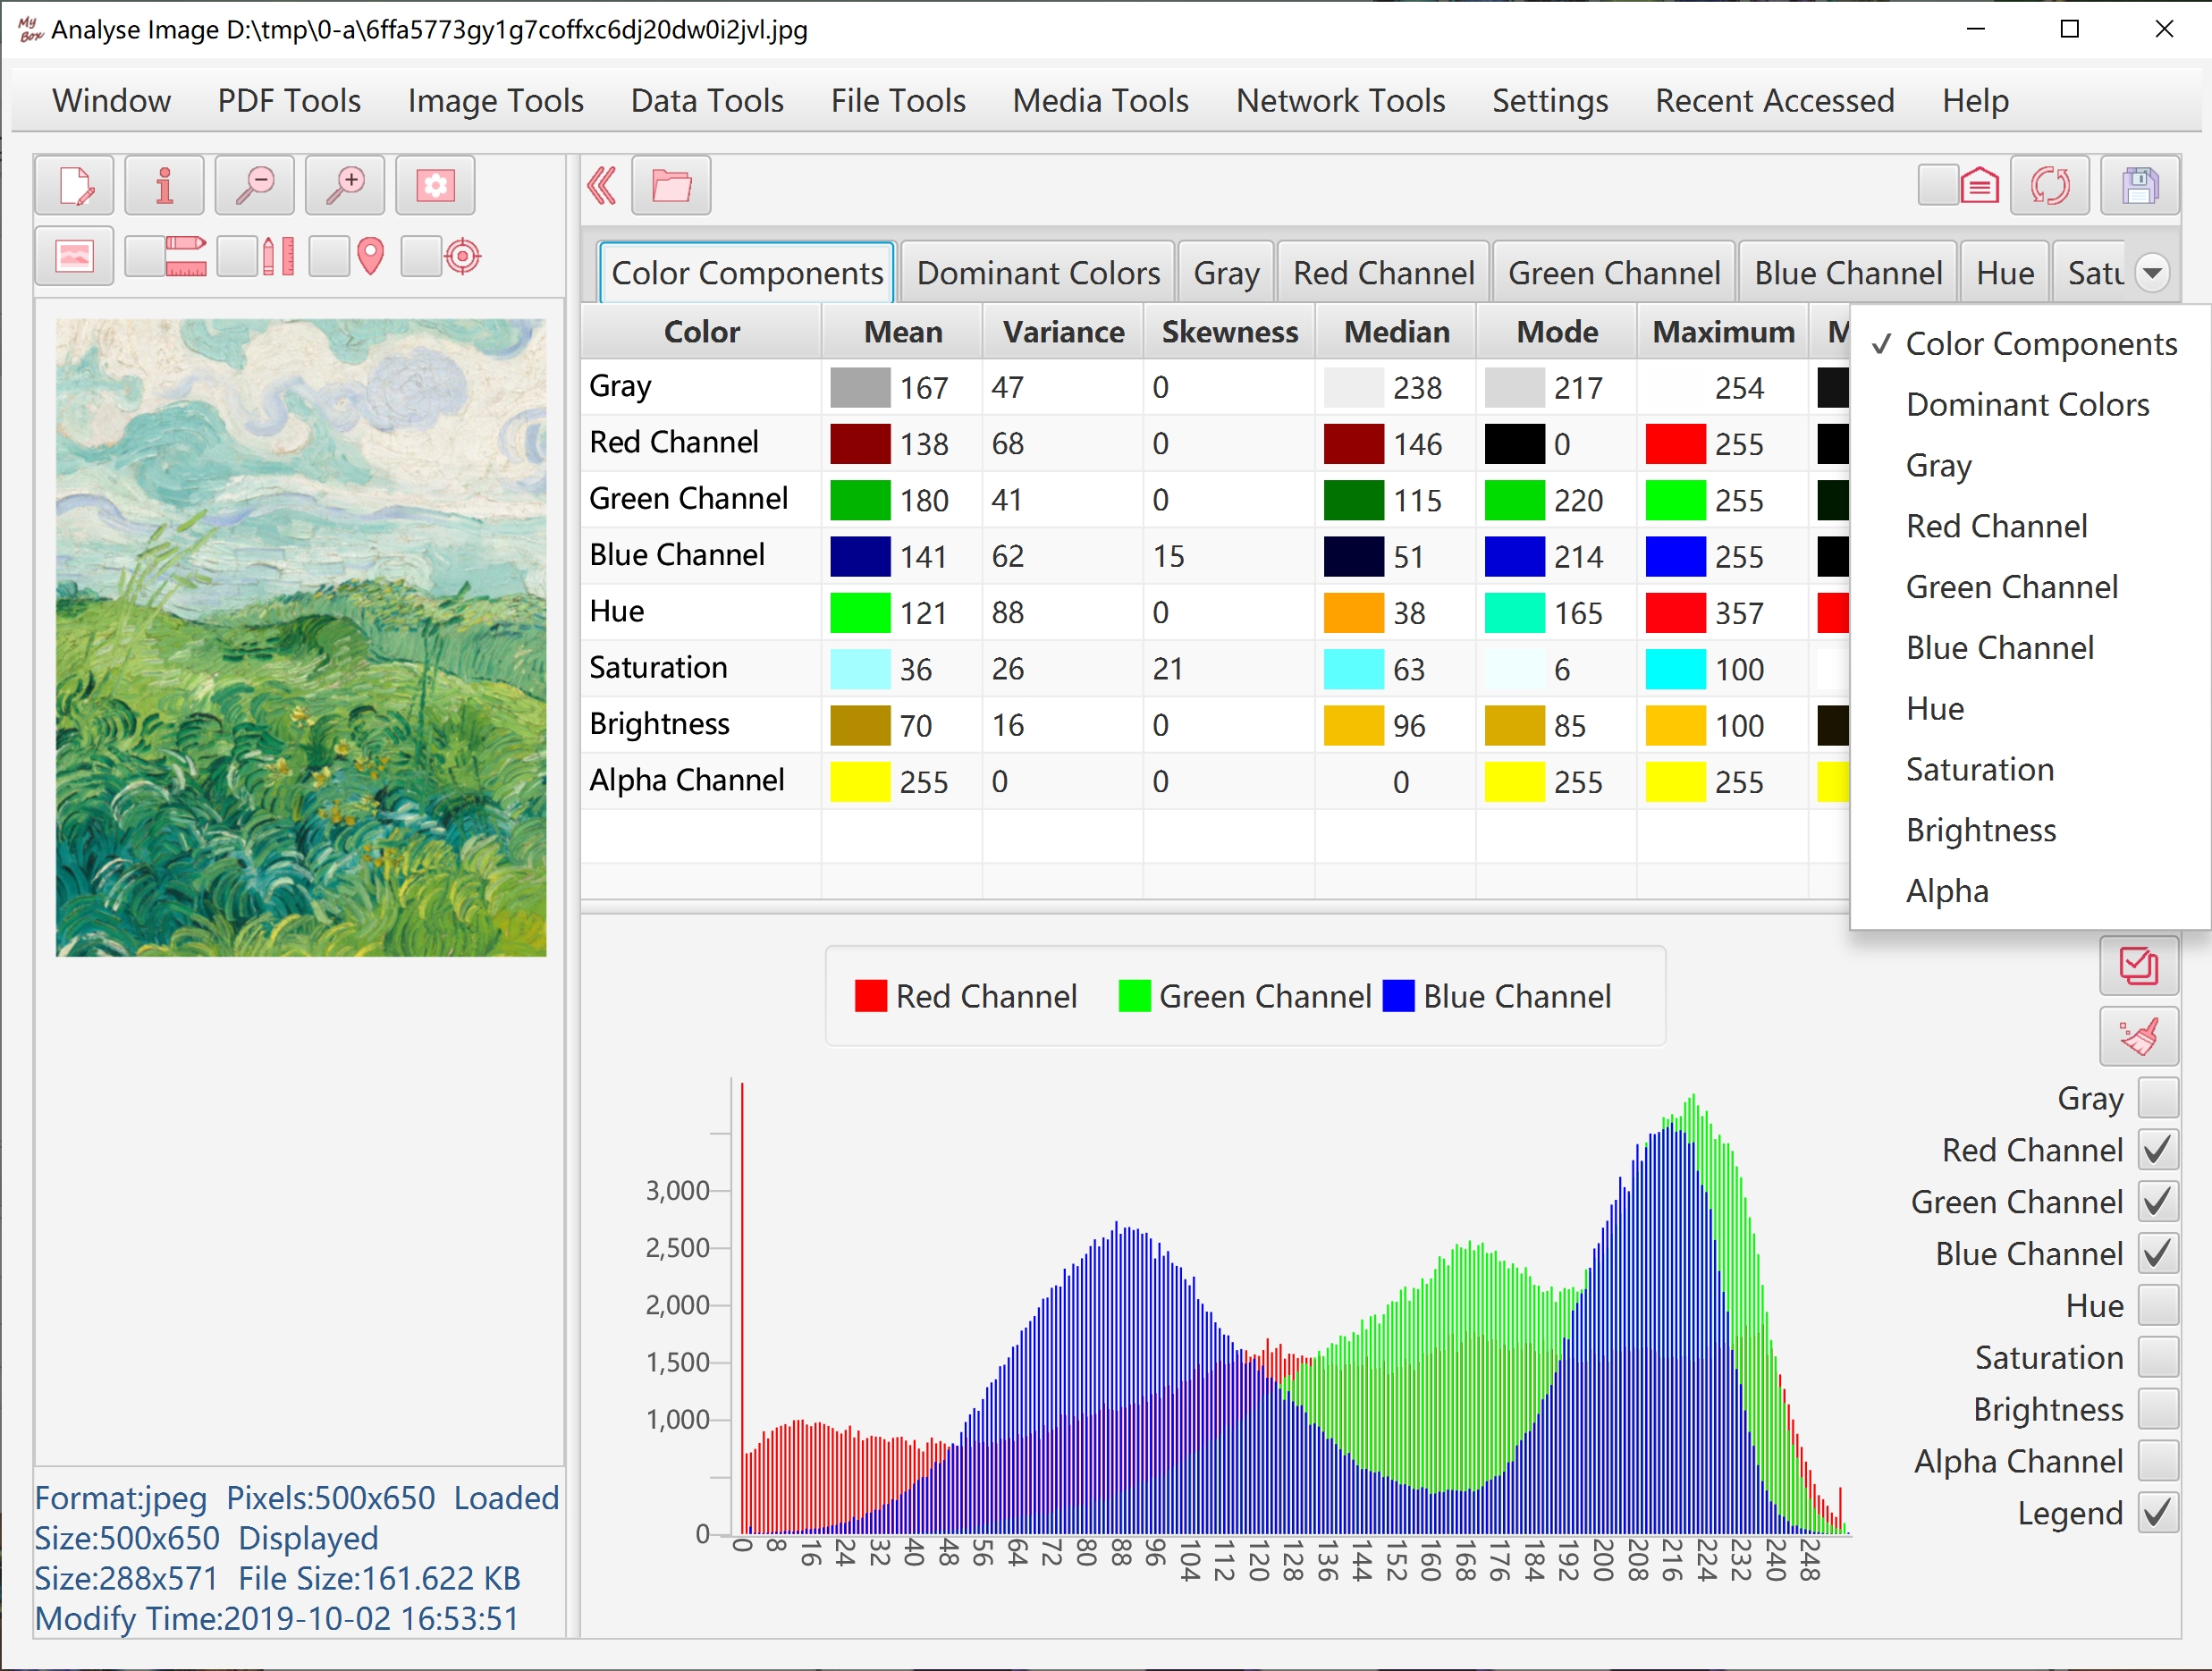 My Box Analyse Image D:\tmp\0-a\6ffa5773gy1g7coffxc6dj20dw0i2jvl.jpg
Window PDF Tools Image Tools Data Tools File Tools Media Tools Network Tools Settings Recent Accessed Help
Color Components Dominant Colors Gray Red Channel Green Channel Blue Channel Hue Satu
Color Mean Variance Skewness Median Mode Maximum M
Gray 167 47 0 238 217 254
Red Channel 138 68 0 146 0 255
Green Channel 180 41 0 115 220 255
Blue Channel 141 62 15 51 214 255
Hue 121 88 0 38 165 357
Saturation 36 26 21 63 6 100
Brightness 70 16 0 96 85 100
Alpha Channel 255 0 0 0 255 255
✓ Color Components
Dominant Colors
Gray
Red Channel
Green Channel
Blue Channel
Hue
Saturation
Brightness
Alpha
Red Channel Green Channel Blue Channel
3,000
2,500
2,000
1,500
1,000
0
0 8 16 24 32 40 48 56 64 72 80 88 96 104 112 120 128 136 144 152 160 168 176 184 192 200 208 216 224 232 240 248
Gray
Red Channel
Green Channel
Blue Channel
Hue
Saturation
Brightness
Alpha Channel
Legend
Format:jpeg Pixels:500x650 Loaded
Size:500x650 Displayed
Size:288x571 File Size:161.622 KB
Modify Time:2019-10-02 16:53:51